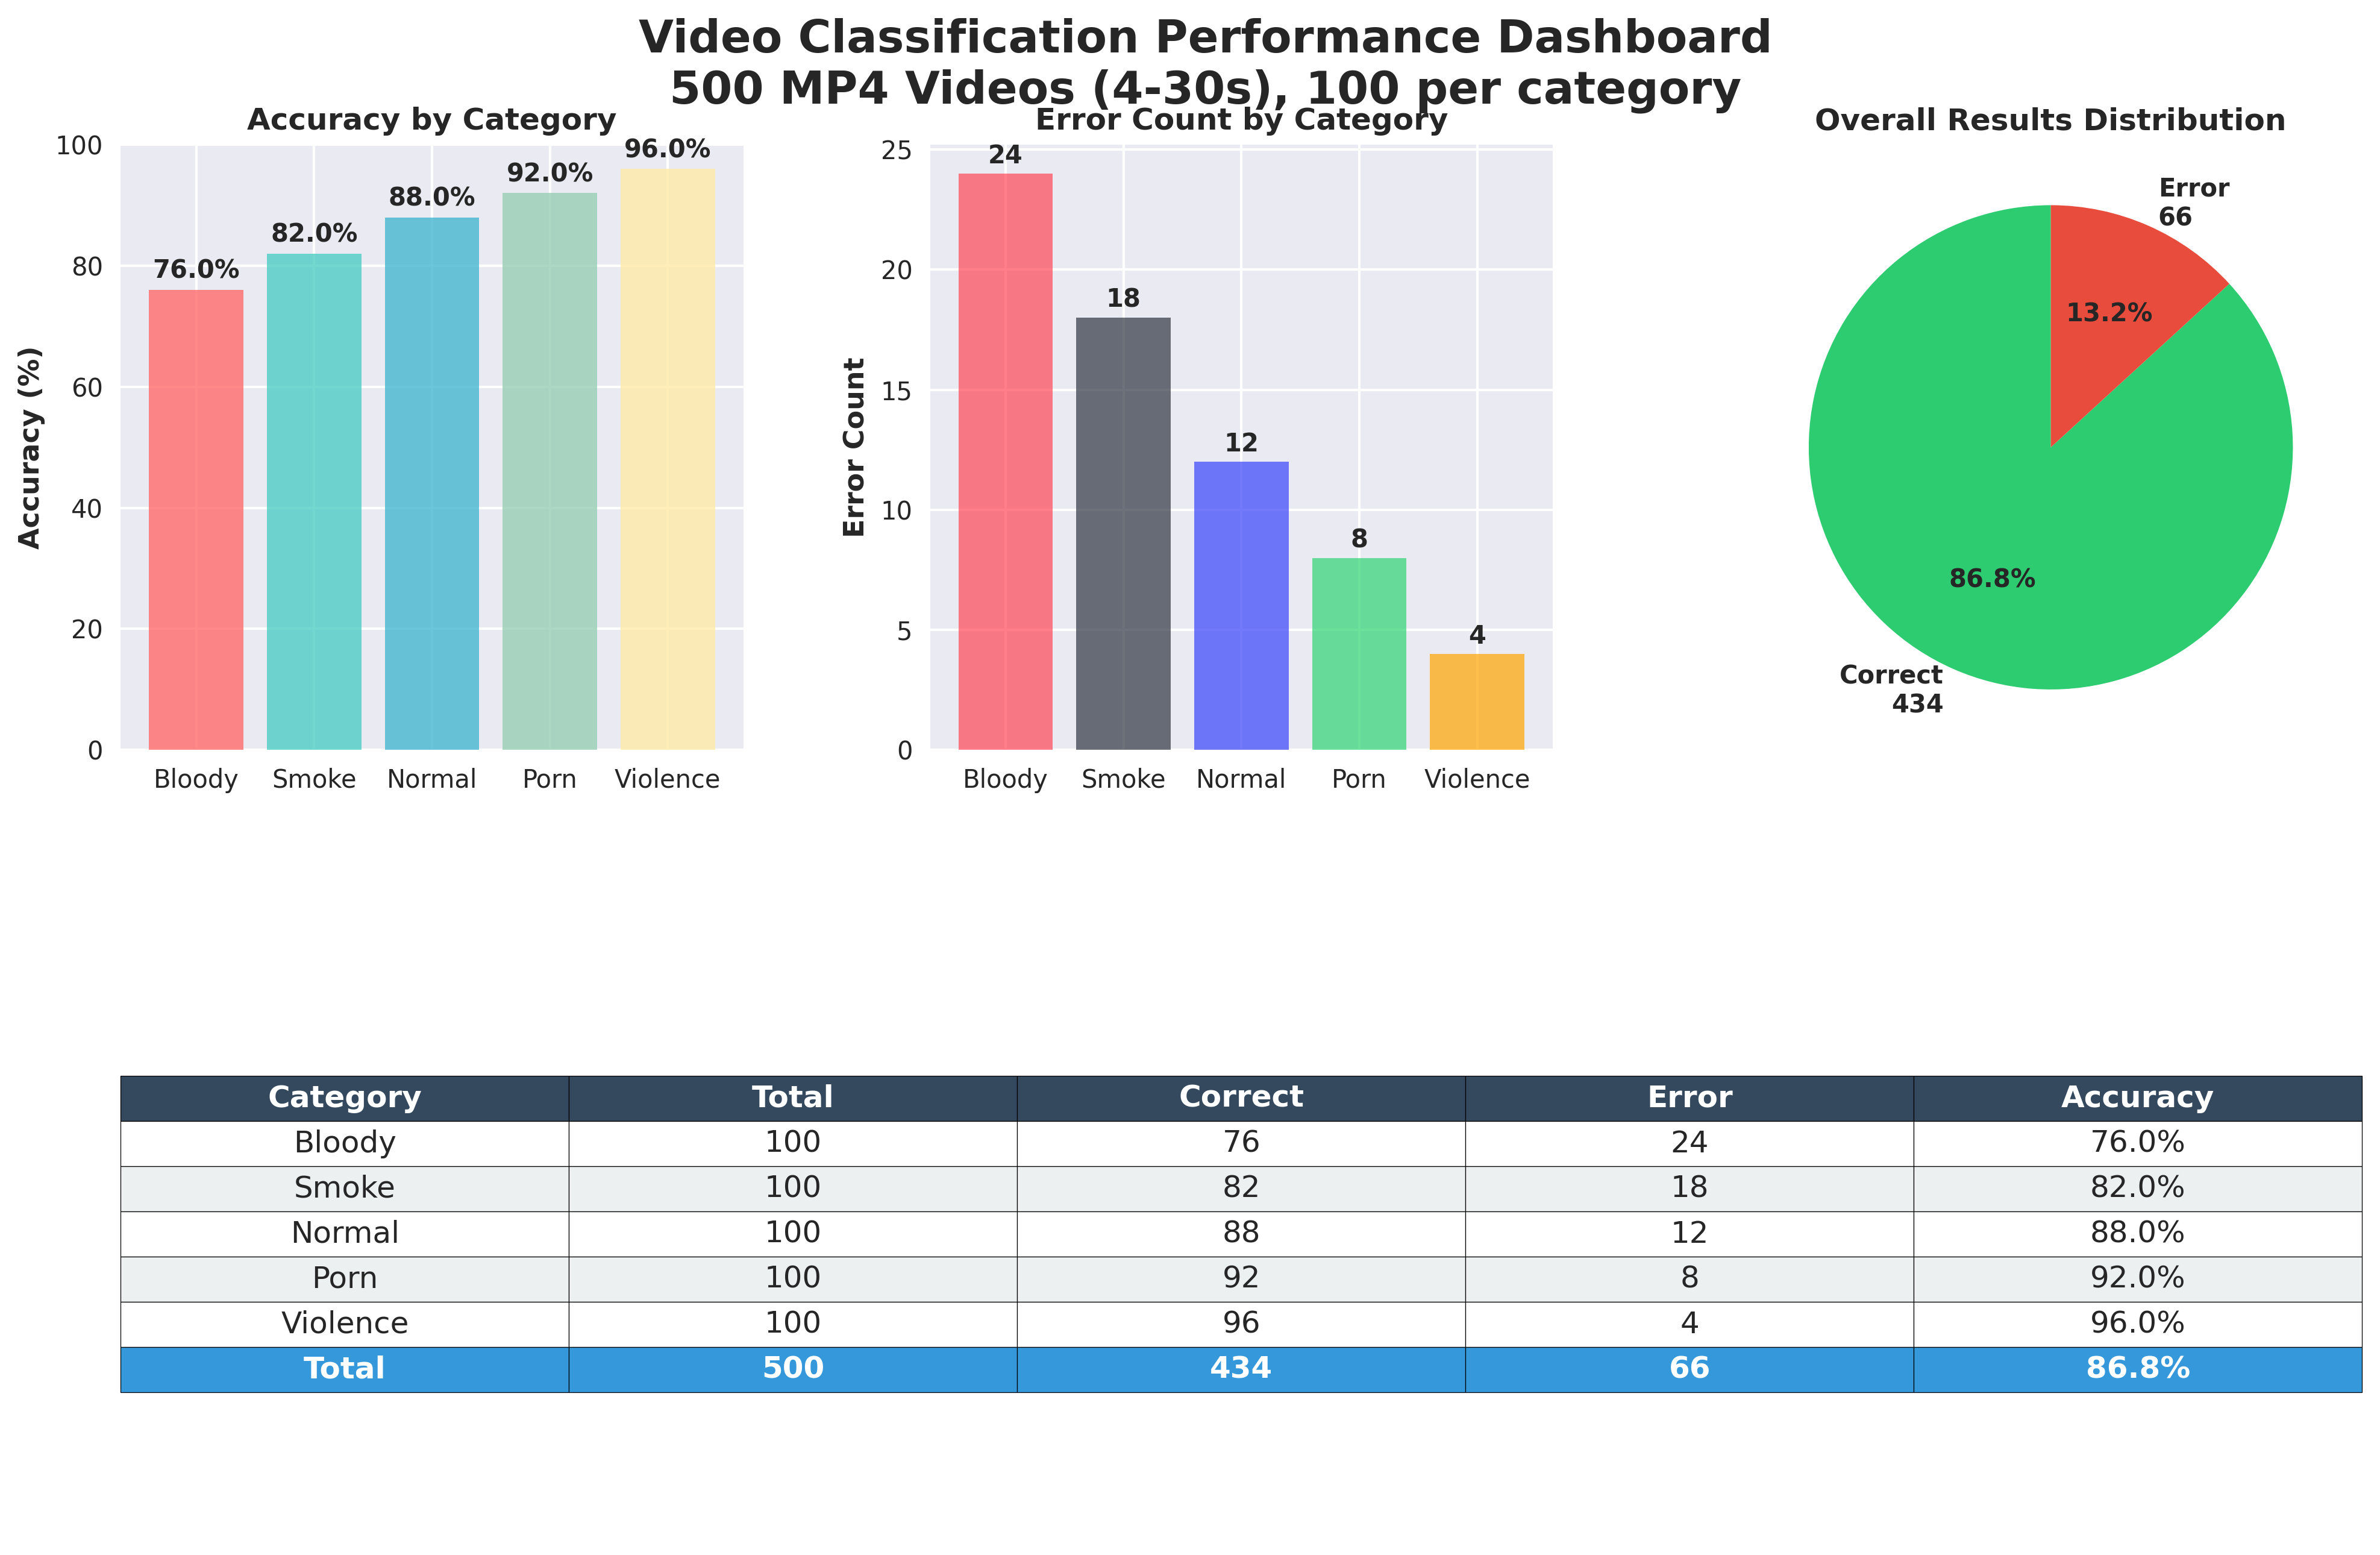 Video Classification Performance Dashboard
500 MP4 Videos (4-30s), 100 per category
Accuracy by Category
Accuracy (%)
100
80
60
40
20
0
76.0%
82.0%
88.0%
92.0%
96.0%
Bloody Smoke Normal Porn Violence
Error Count by Category
Error Count
25
20
15
10
5
0
24
18
12
8
4
Bloody Smoke Normal Porn Violence
Overall Results Distribution
Error
66
13.2%
86.8%
Correct
434
Category Total Correct Error Accuracy
Bloody 100 76 24 76.0%
Smoke 100 82 18 82.0%
Normal 100 88 12 88.0%
Porn 100 92 8 92.0%
Violence 100 96 4 96.0%
Total 500 434 66 86.8%